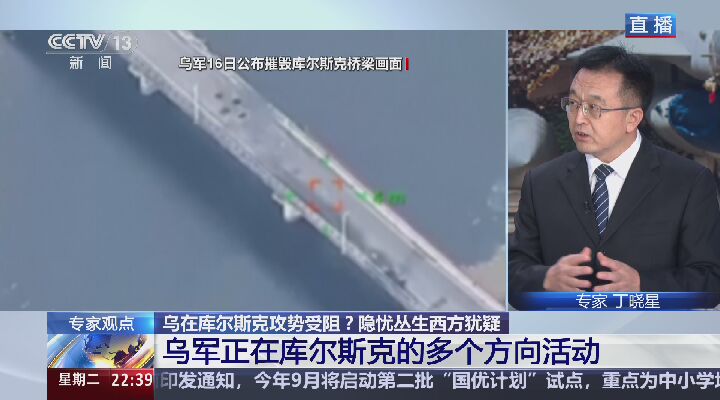 CCTV 13
新闻
直播
乌军16日公布摧毁库尔斯克桥梁画面
4 m
专家 丁晓星
专家观点
乌在库尔斯克攻势受阻？隐忧丛生西方犹疑
乌军正在库尔斯克的多个方向活动
星期二 22:39
印发通知，今年9月将启动第二批“国优计划”试点，重点为中小学